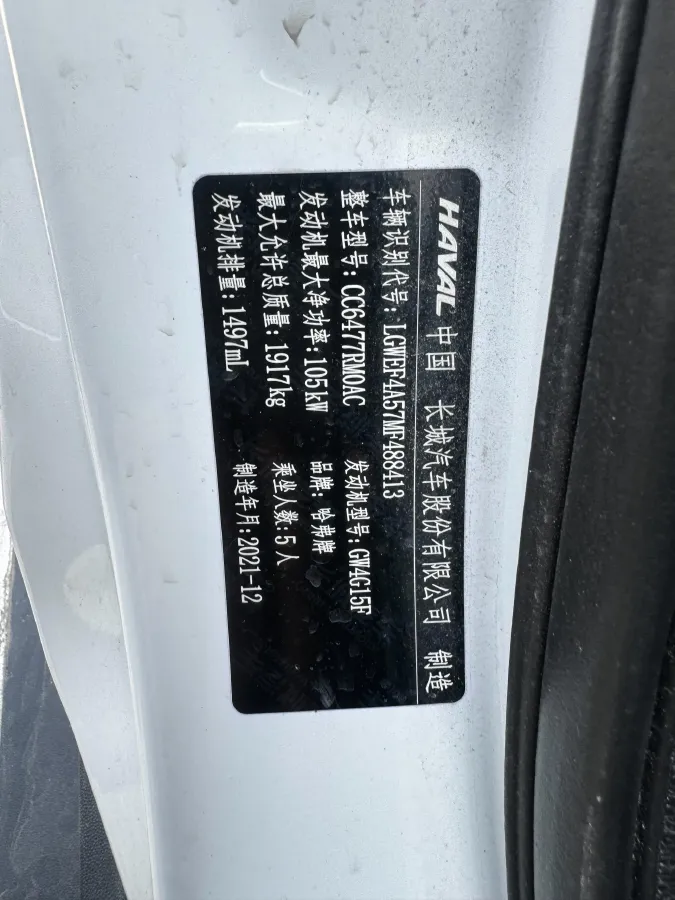 HAVAL 中国 长城汽车股份有限公司 制造
车辆识别代号:LGWEF4A57MF488413
整车型号:CC6477RM0AC 发动机型号:GW4G15F
发动机最大净功率:105kW 品牌:哈弗牌
最大允许总质量:1917kg 乘坐人数:5人
发动机排量:1497mL 制造年月:2021-12